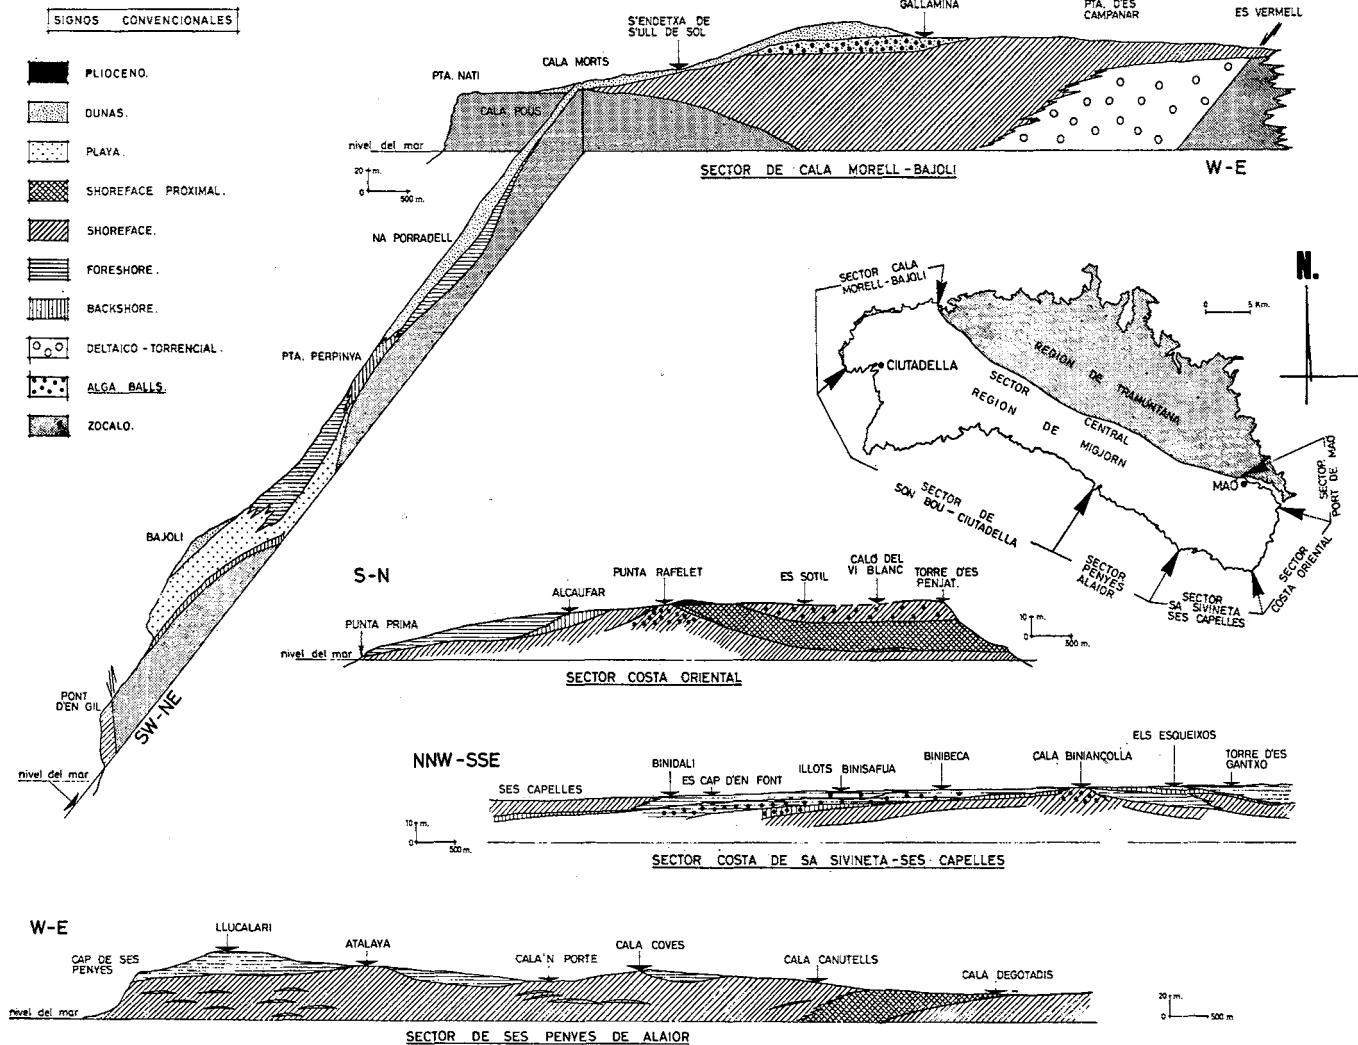 SIGNOS CONVENCIONALES
PLIOCENO.
DUNAS.
PLAYA.
SHOREFACE PROXIMAL.
SHOREFACE.
FORESHORE.
BACKSHORE.
DELTAICO-TORRENCIAL.
ALGA BALLS.
ZOCALO.
PTA. NATI
CALA MORTS
S'ENDETXA DE
S'ULL DE SOL
GALLAMINA
PTA. D'ES
CAMPANAR
ES VERMELL
CALA POUS
nivel del mar
20 m.
0
500 m.
SECTOR DE CALA MORELL-BAJOLI
W-E
NA PORRADELL
PTA. PERPINYA
BAJOLI
PONT
D'EN GIL
SW-NE
nivel del mar
SECTOR CALA
MORELL-BAJOLI
N.
0 5 Km.
CIUTADELLA
REGION DE TRAMUNTANA
SECTOR CENTRAL
REGION DE MIGJORN
MAO
SECTOR
PORT DE MAO
SECTOR DE
SON BOU-CIUTADELLA
SECTOR
PENYES
ALAIOR
SECTOR
SA SIVINETA
SES CAPELLES
SECTOR
COSTA ORIENTAL
S-N
PUNTA PRIMA
ALCAUFAR
PUNTA RAFELET
ES SOTIL
CALO DEL
VI BLANC
TORRE D'ES
PENJAT.
nivel del mar
10 m.
0
500 m.
SECTOR COSTA ORIENTAL
NNW-SSE
SES CAPELLES
BINIDALI
ES CAP D'EN FONT
ILLOTS BINISAFUA
BINIBECA
CALA BINIANÇOLLA
ELS ESQUEIXOS
TORRE D'ES
GANTXO
10 m.
0
500 m.
SECTOR COSTA DE SA SIVINETA-SES CAPELLES
W-E
CAP DE SES
PENYES
LLUCALARI
ATALAYA
CALA'N PORTE
CALA COVES
CALA CANUTELLS
CALA DEGOTADIS
nivel del mar
20 m.
0
500 m
SECTOR DE SES PENYES DE ALAIOR